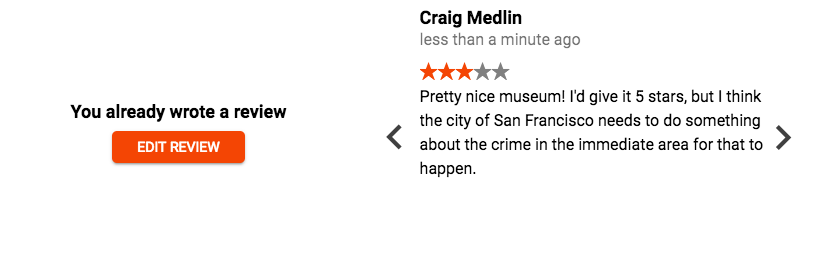 You already wrote a review
EDIT REVIEW
Craig Medlin
less than a minute ago
Pretty nice museum! I'd give it 5 stars, but I think
the city of San Francisco needs to do something
about the crime in the immediate area for that to
happen.